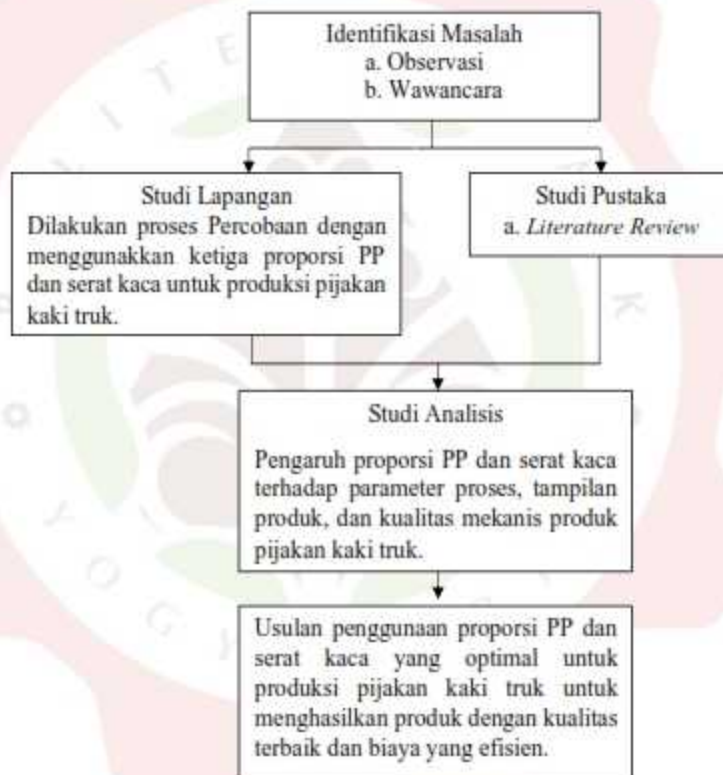 Identifikasi Masalah
a. Observasi
b. Wawancara
Studi Lapangan
Dilakukan proses Percobaan dengan
menggunakkan ketiga proporsi PP
dan serat kaca untuk produksi pijakan
kaki truk.
Studi Pustaka
a. Literature Review
Studi Analisis
Pengaruh proporsi PP dan serat kaca
terhadap parameter proses, tampilan
produk, dan kualitas mekanis produk
pijakan kaki truk.
Usulan penggunaan proporsi PP dan
serat kaca yang optimal untuk
produksi pijakan kaki truk untuk
menghasilkan produk dengan kualitas
terbaik dan biaya yang efisien.